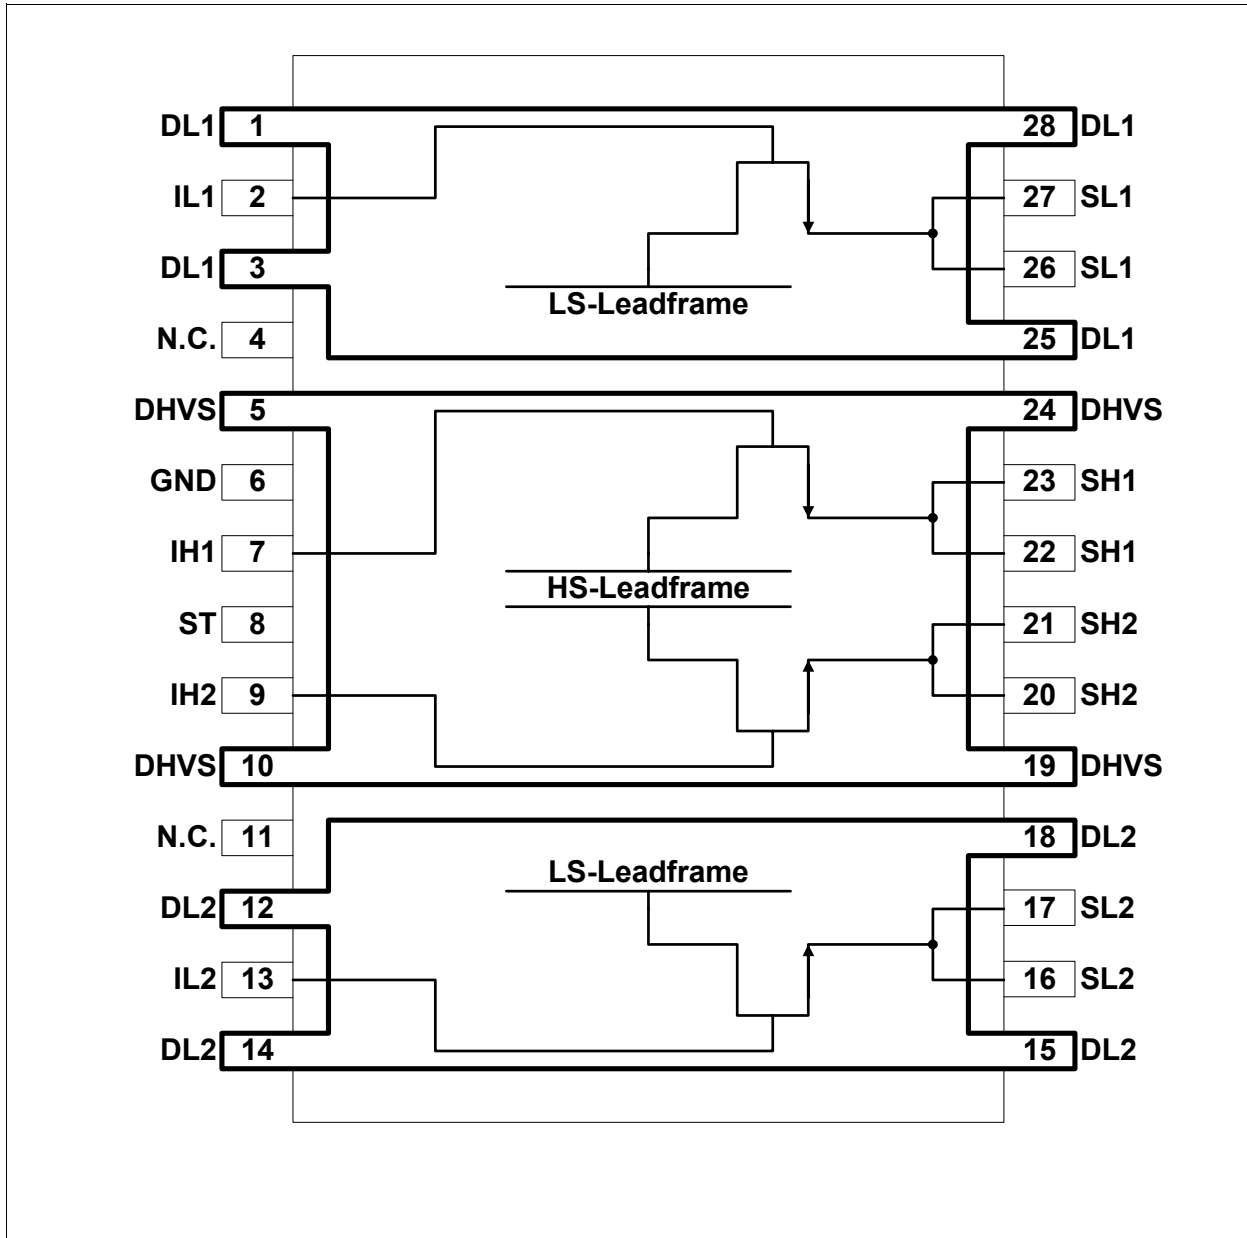 DL1 1 28 DL1
IL1 2 27 SL1
DL1 3 26 SL1
LS-Leadframe
N.C. 4 25 DL1
DHVS 5 24 DHVS
GND 6 23 SH1
IH1 7 22 SH1
HS-Leadframe
ST 8 21 SH2
IH2 9 20 SH2
DHVS 10 19 DHVS
N.C. 11 18 DL2
LS-Leadframe
DL2 12 17 SL2
IL2 13 16 SL2
DL2 14 15 DL2